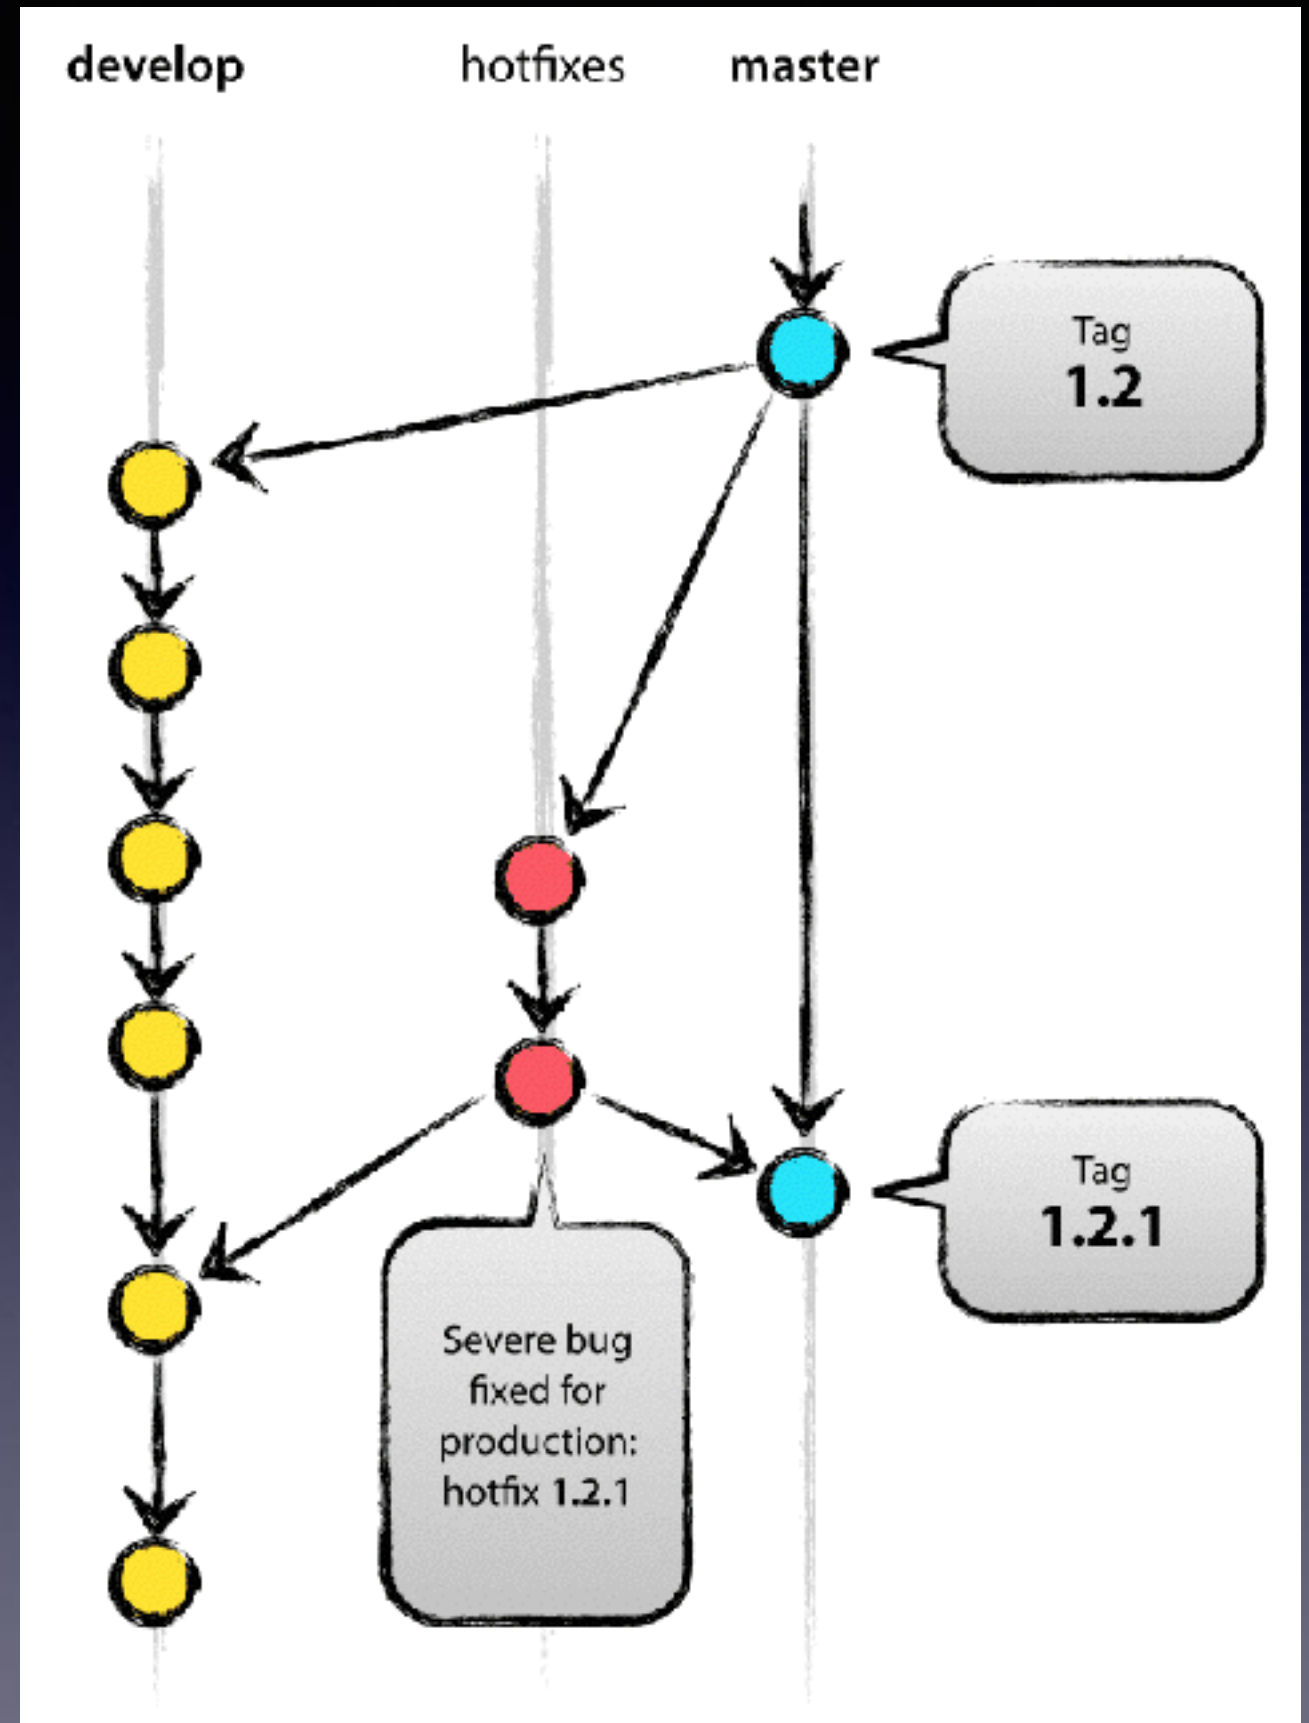 develop hotfixes master
Tag
1.2
Tag
1.2.1
Severe bug
fixed for
production:
hotfix 1.2.1